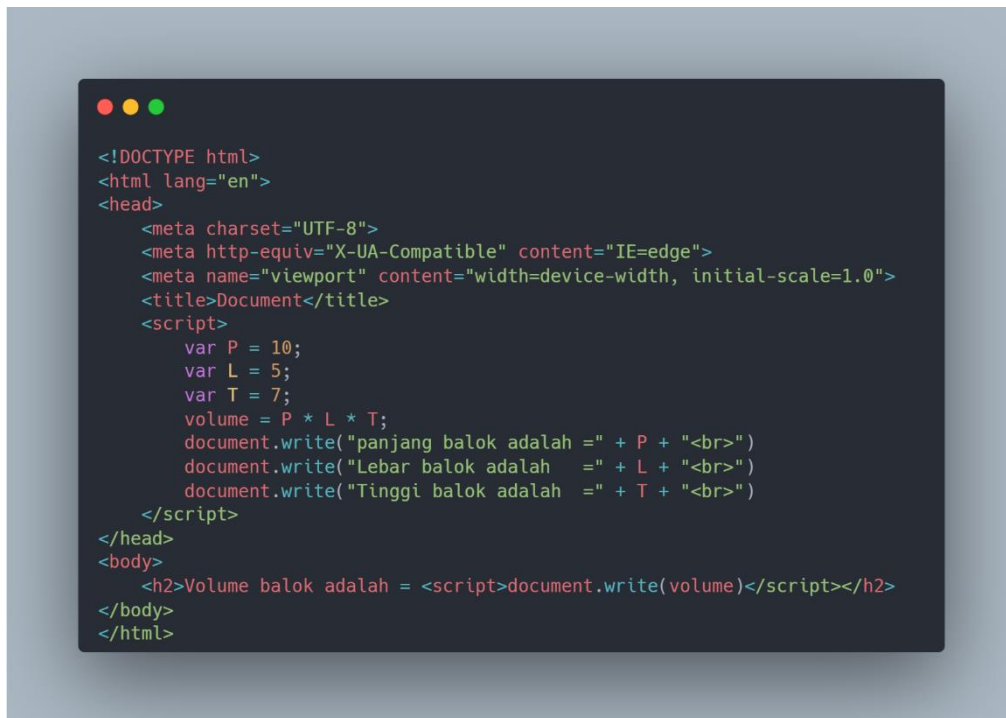 <!DOCTYPE html>
<html lang="en">
<head>
    <meta charset="UTF-8">
    <meta http-equiv="X-UA-Compatible" content="IE=edge">
    <meta name="viewport" content="width=device-width, initial-scale=1.0">
    <title>Document</title>
    <script>
        var P = 10;
        var L = 5;
        var T = 7;
        volume = P * L * T;
        document.write("panjang balok adalah =" + P + "<br>")
        document.write("Lebar balok adalah   =" + L + "<br>")
        document.write("Tinggi balok adalah  =" + T + "<br>")
    </script>
</head>
<body>
    <h2>Volume balok adalah = <script>document.write(volume)</script></h2>
</body>
</html>